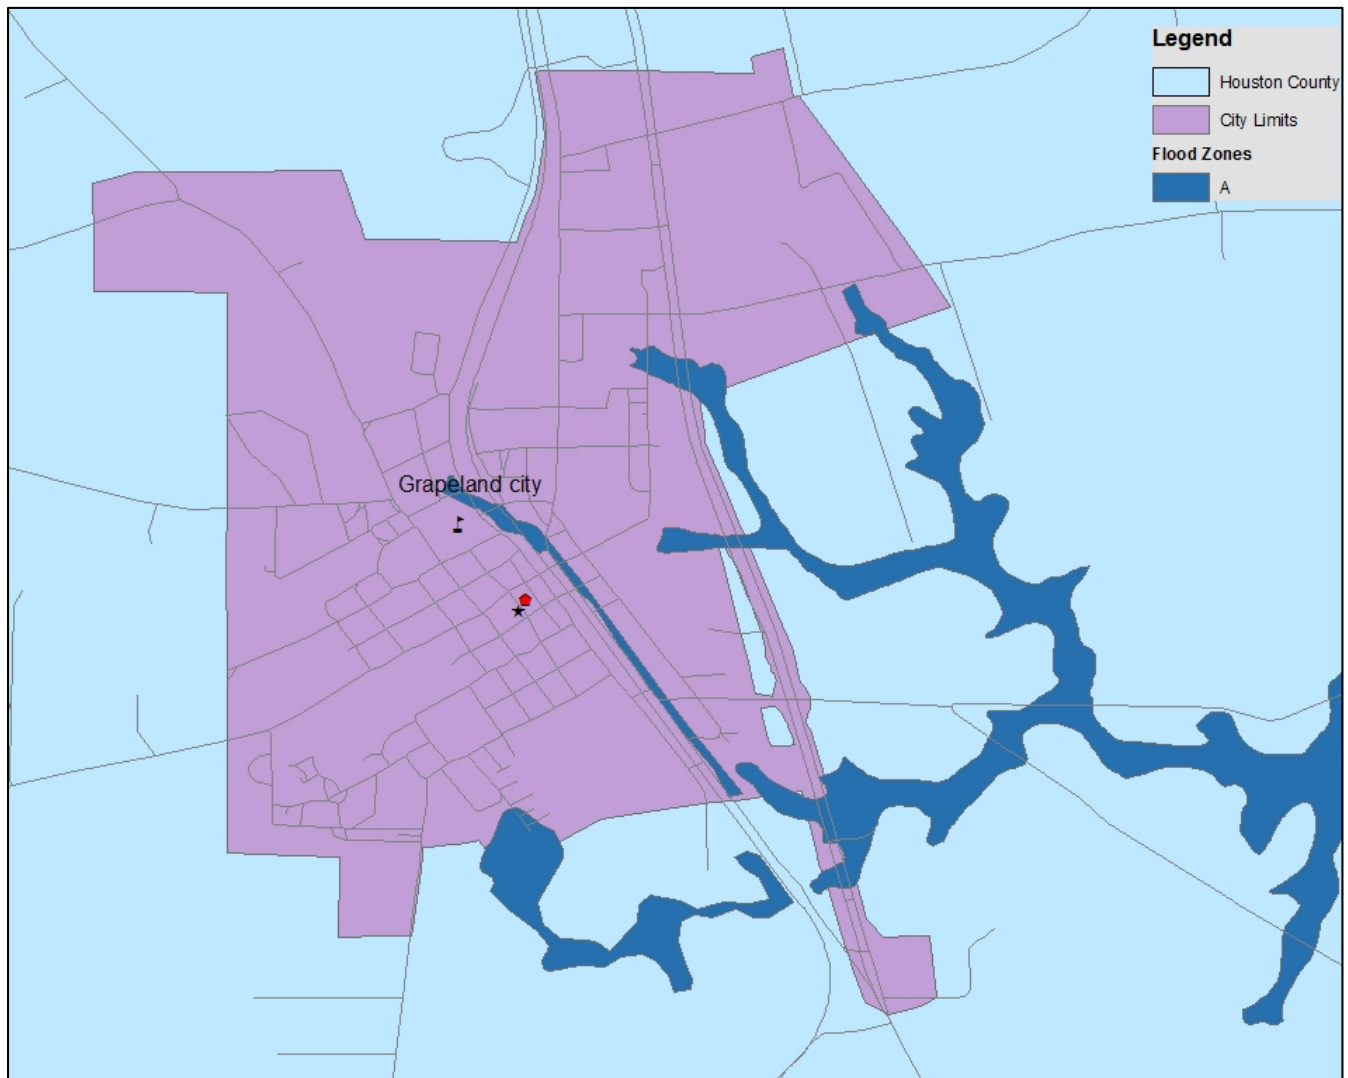 Legend
Houston County
City Limits
Flood Zones
A
Grapeland city